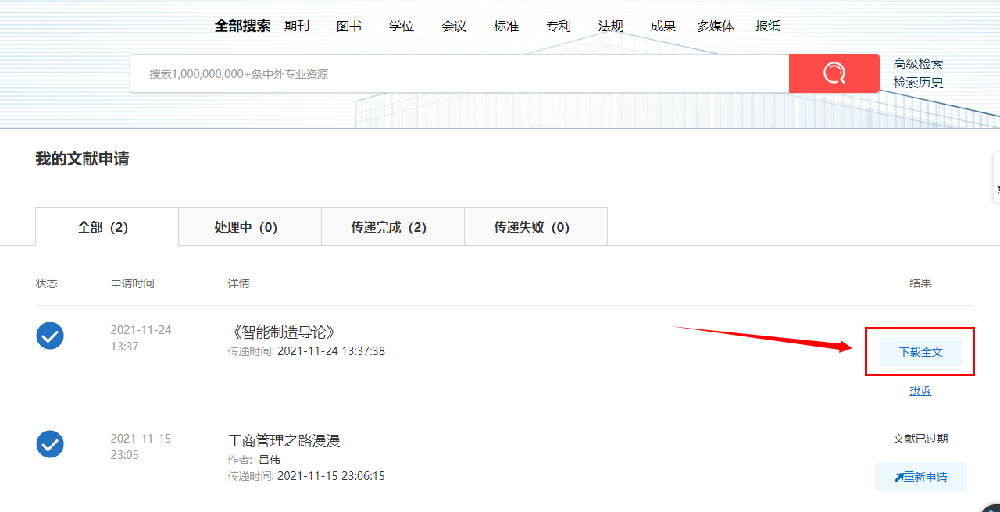 全部搜索 期刊 图书 学位 会议 标准 专利 法规 成果 多媒体 报纸
搜索1,000,000,000+条中外专业资源
高级检索
检索历史
我的文献申请
全部（2） 处理中（0） 传递完成（2） 传递失败（0）
状态 申请时间 详情 结果
2021-11-24
13:37
《智能制造导论》
传递时间: 2021-11-24 13:37:38
下载全文
投诉
2021-11-15
23:05
工商管理之路漫漫
作者: 吕伟
传递时间: 2021-11-15 23:06:15
文献已过期
重新申请